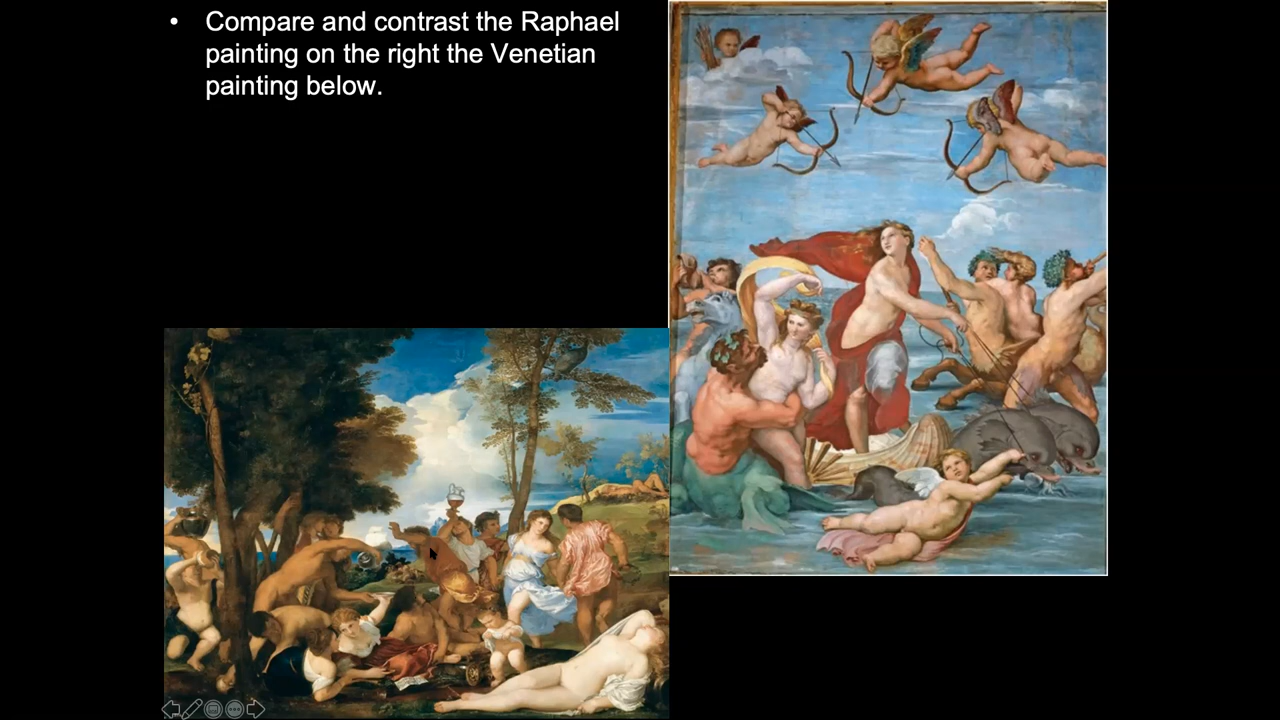 • Compare and contrast the Raphael
painting on the right the Venetian
painting below.